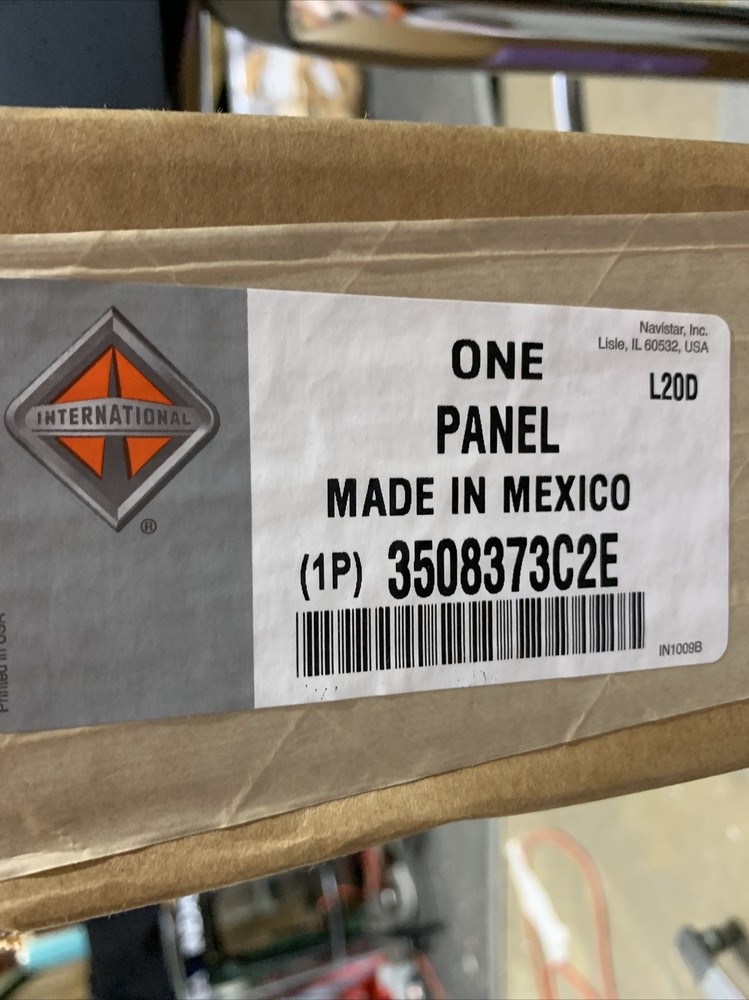 INTERNATIONAL
®
Printed in USA
Navistar, Inc.
Lisle, IL 60532, USA
ONE
L20D
PANEL
MADE IN MEXICO
(1P) 3508373C2E
IN1009B